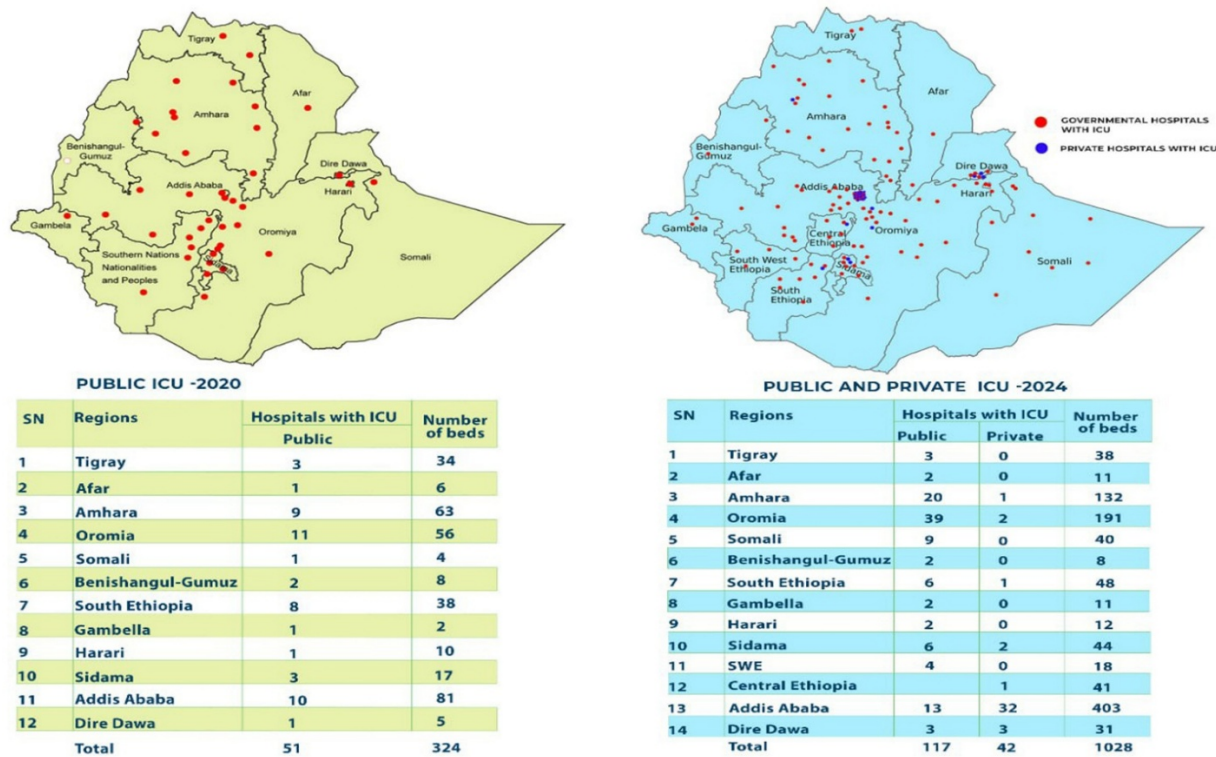 Tigray
Afar
Amhara
Benishangul-
Gumuz
Dire Dawa
Addis Ababa
Harari
Gambela
Oromiya
Southern Nations
Nationalities
and Peoples
Somali
Tigray
Afar
Amhara
GOVERNMENTAL HOSPITALS
WITH ICU
PRIVATE HOSPITALS WITH ICU
Benishangul-
Gumuz
Dire Dawa
Addis Ababa
Harari
Gambela
Central
Ethiopia
Oromiya
South West
Ethiopia
Sidama
Somali
South
Ethiopia
PUBLIC ICU -2020
SN Regions Hospitals with ICU Number of beds
Public
1 Tigray 3 34
2 Afar 1 6
3 Amhara 9 63
4 Oromia 11 56
5 Somali 1 4
6 Benishangul-Gumuz 2 8
7 South Ethiopia 8 38
8 Gambella 1 2
9 Harari 1 10
10 Sidama 3 17
11 Addis Ababa 10 81
12 Dire Dawa 1 5
Total 51 324
PUBLIC AND PRIVATE ICU -2024
SN Regions Hospitals with ICU Number of beds
Public Private
1 Tigray 3 0 38
2 Afar 2 0 11
3 Amhara 20 1 132
4 Oromia 39 2 191
5 Somali 9 0 40
6 Benishangul-Gumuz 2 0 8
7 South Ethiopia 6 1 48
8 Gambella 2 0 11
9 Harari 2 0 12
10 Sidama 6 2 44
11 SWE 4 0 18
12 Central Ethiopia 1 41
13 Addis Ababa 13 32 403
14 Dire Dawa 3 3 31
Total 117 42 1028